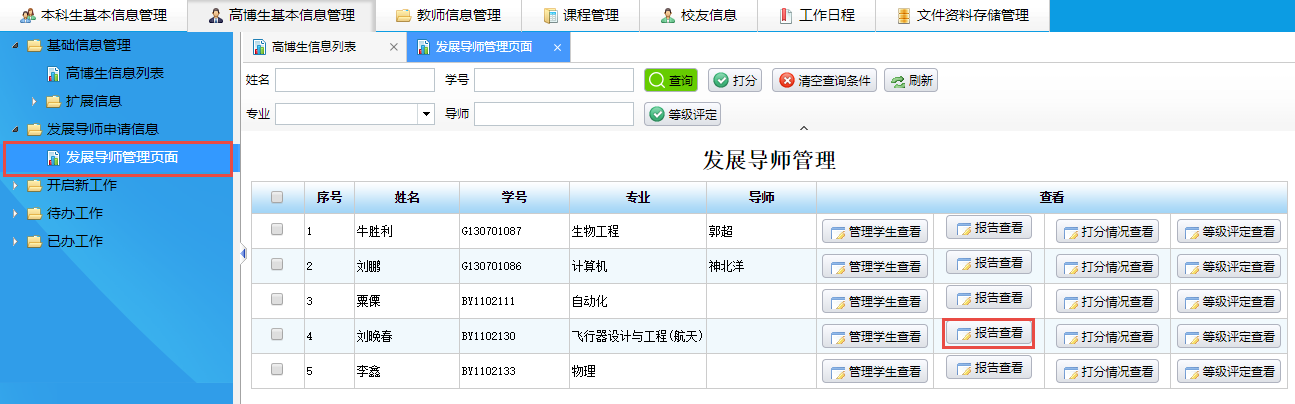 本科生基本信息管理 高博生基本信息管理 教师信息管理 课程管理 校友信息 工作日程 文件资料存储管理
基础信息管理
高博生信息列表
扩展信息
发展导师申请信息
发展导师管理页面
开启新工作
待办工作
已办工作
高博生信息列表 发展导师管理页面
姓名 学号 查询 打分 清空查询条件 刷新
专业 导师 等级评定
发展导师管理
序号 姓名 学号 专业 导师 查看
1 牛胜利 G130701087 生物工程 郭超 管理学生查看 报告查看 打分情况查看 等级评定查看
2 刘鹏 G130701086 计算机 神北洋 管理学生查看 报告查看 打分情况查看 等级评定查看
3 粟傈 BY1102111 自动化 管理学生查看 报告查看 打分情况查看 等级评定查看
4 刘晚春 BY1102130 飞行器设计与工程(航天) 管理学生查看 报告查看 打分情况查看 等级评定查看
5 李鑫 BY1102133 物理 管理学生查看 报告查看 打分情况查看 等级评定查看